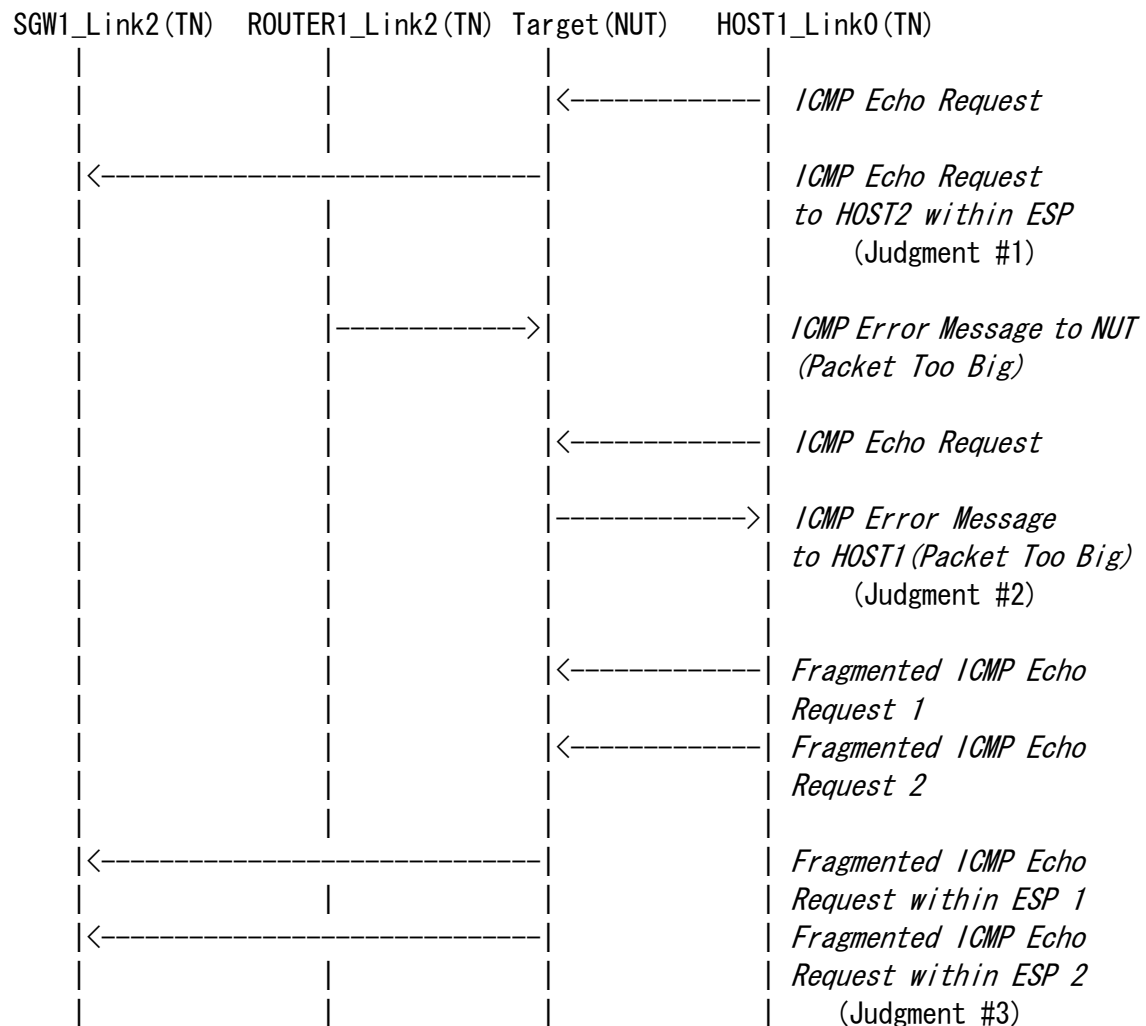 SGW1_Link2(TN) ROUTER1_Link2(TN) Target(NUT) HOST1_Link0(TN)
ICMP Echo Request
ICMP Echo Request
to HOST2 within ESP
(Judgment #1)
ICMP Error Message to NUT
(Packet Too Big)
ICMP Echo Request
ICMP Error Message
to HOST1(Packet Too Big)
(Judgment #2)
Fragmented ICMP Echo
Request 1
Fragmented ICMP Echo
Request 2
Fragmented ICMP Echo
Request within ESP 1
Fragmented ICMP Echo
Request within ESP 2
(Judgment #3)